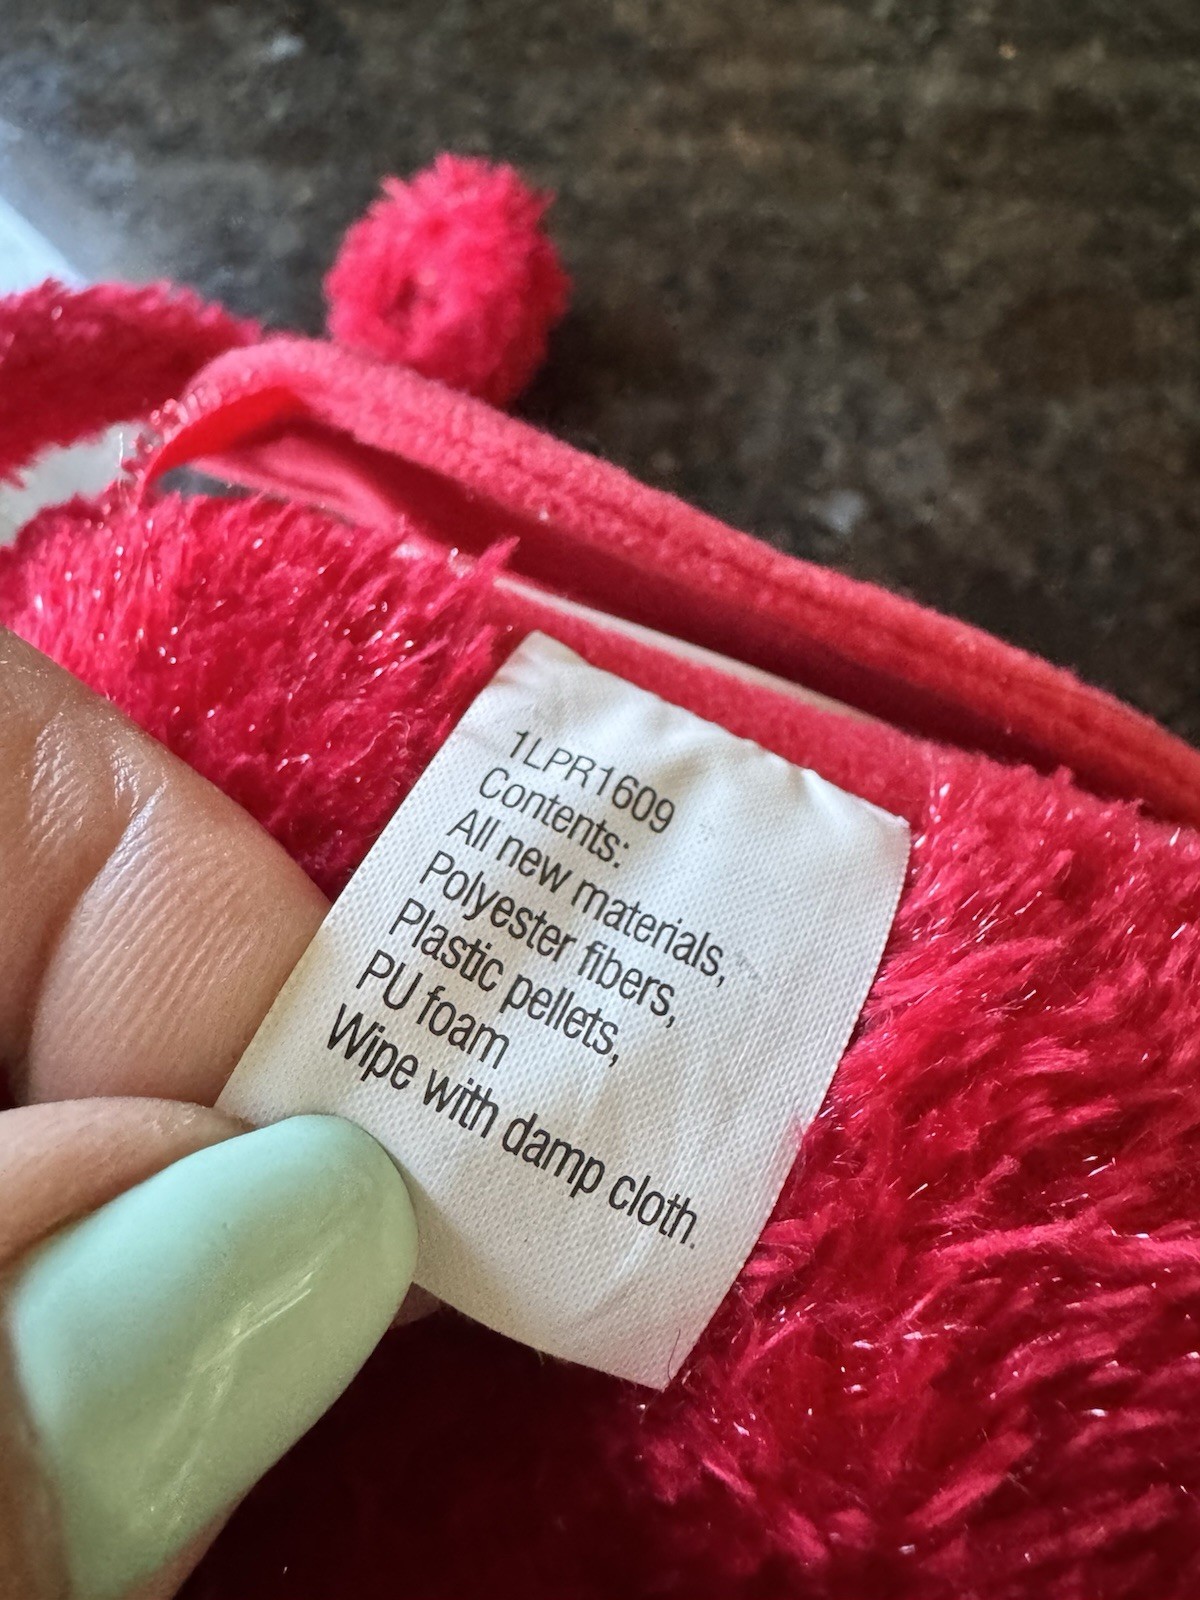 1LPR1609
Contents:
All new materials,
Polyester fibers,
Plastic pellets,
PU foam
Wipe with damp cloth.